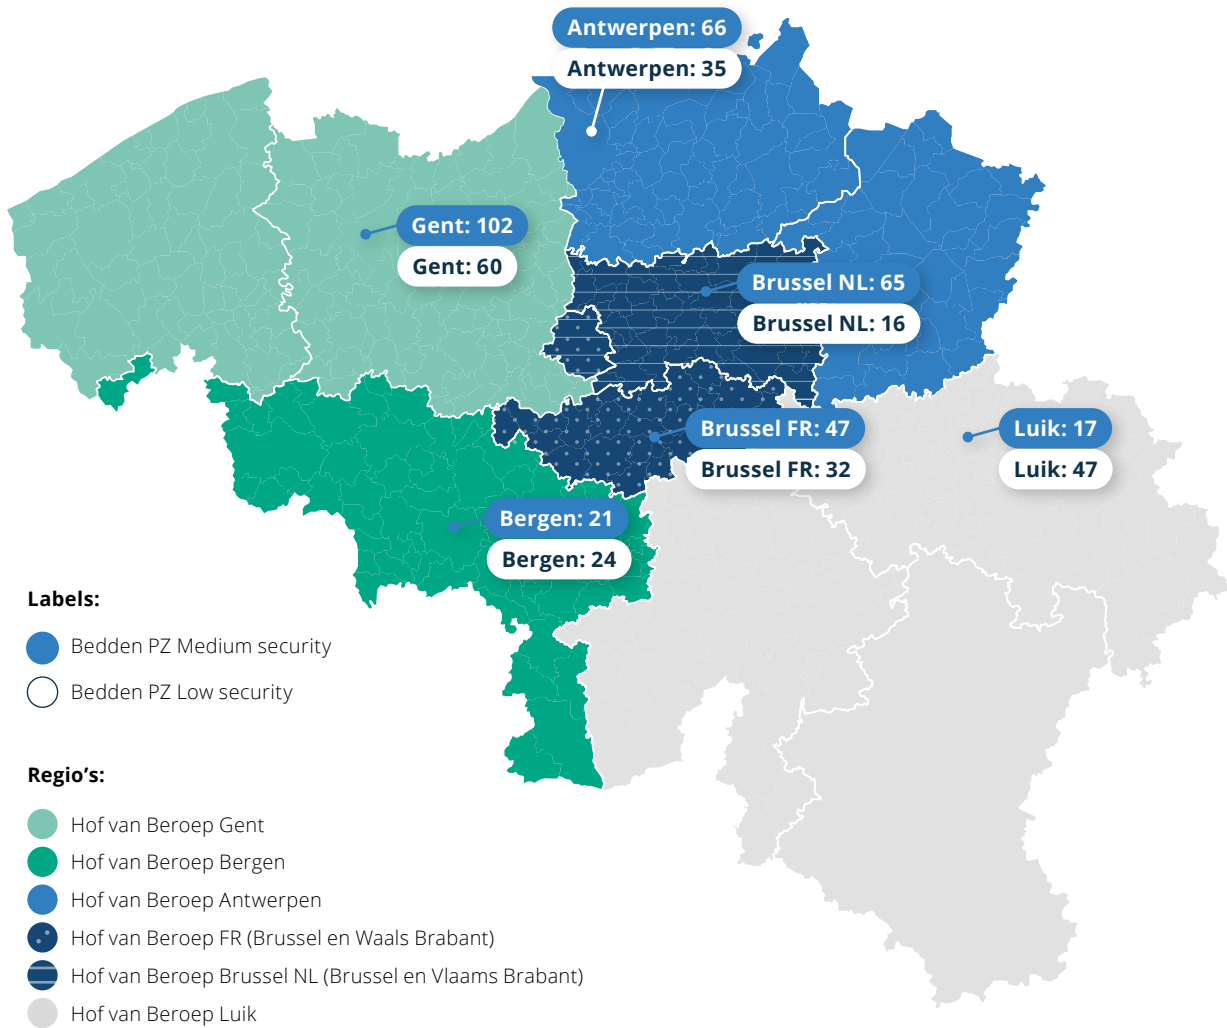 Antwerpen: 66
Antwerpen: 35
Gent: 102
Gent: 60
Brussel NL: 65
Brussel NL: 16
Brussel FR: 47
Brussel FR: 32
Luik: 17
Luik: 47
Bergen: 21
Bergen: 24
Labels:
Bedden PZ Medium security
Bedden PZ Low security
Regio's:
Hof van Beroep Gent
Hof van Beroep Bergen
Hof van Beroep Antwerpen
Hof van Beroep FR (Brussel en Waals Brabant)
Hof van Beroep Brussel NL (Brussel en Vlaams Brabant)
Hof van Beroep Luik